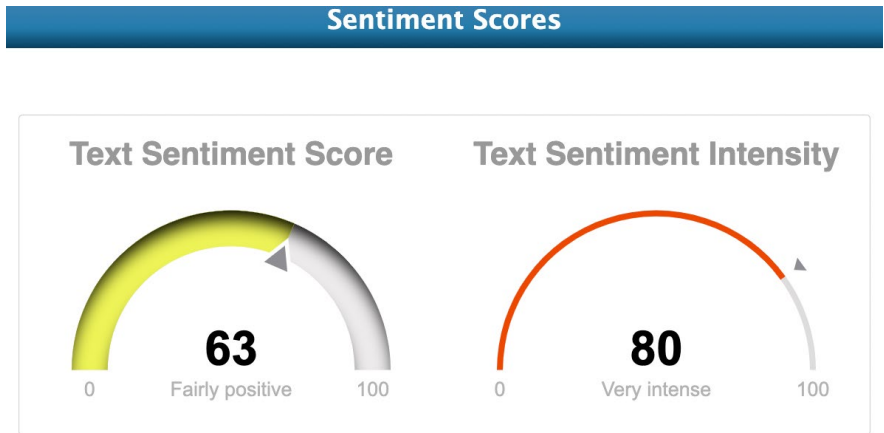 Sentiment Scores
Text Sentiment Score
Text Sentiment Intensity
63
0
Fairly positive
100
80
0
Very intense
100